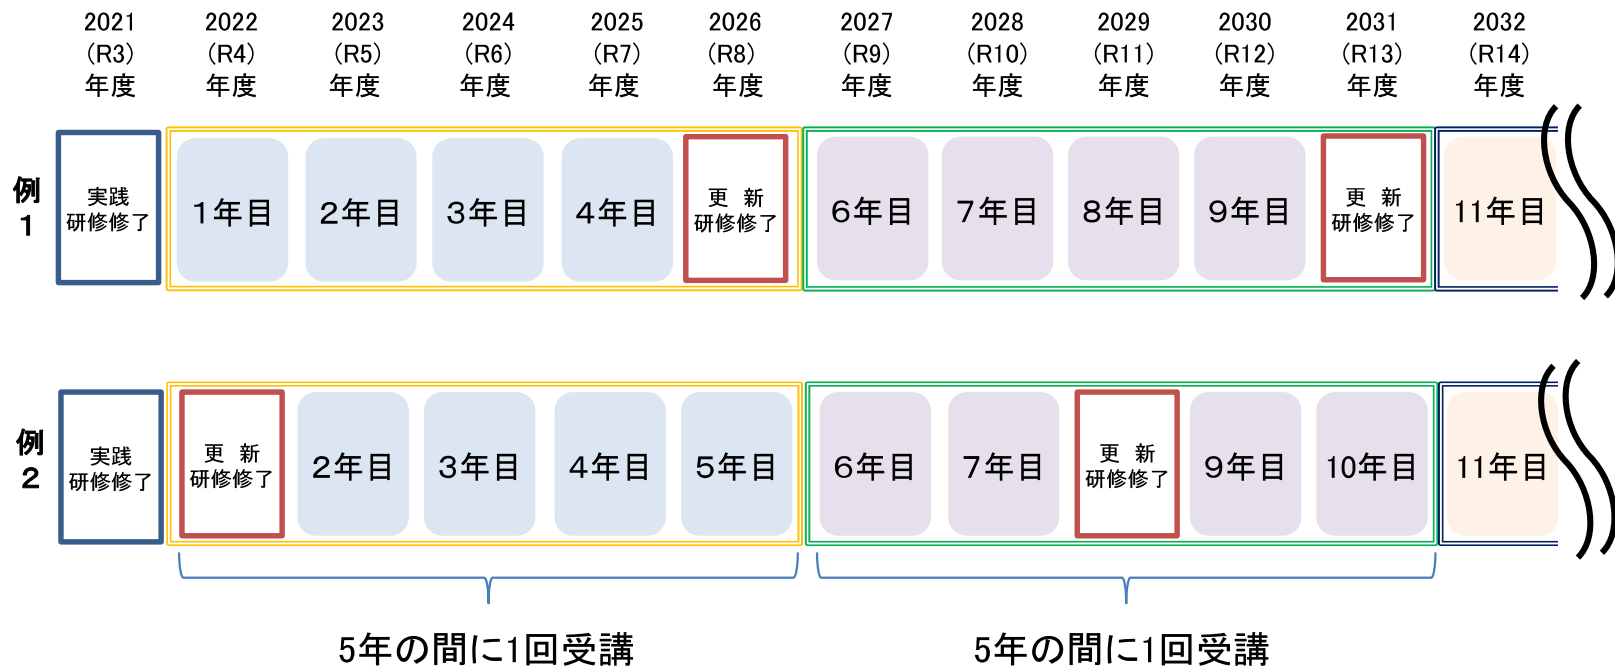 2021 2022 2023 2024 2025 2026 2027 2028 2029 2030 2031 2032
（R3） （R4） （R5） （R6） （R7） （R8） （R9） （R10） （R11） （R12） （R13） （R14）
年度 年度 年度 年度 年度 年度 年度 年度 年度 年度 年度 年度
例
1
実践
研修修了
1年目
2年目
3年目
4年目
更 新
研修修了
6年目
7年目
8年目
9年目
更 新
研修修了
11年目
例
2
実践
研修修了
更 新
研修修了
2年目
3年目
4年目
5年目
6年目
7年目
更 新
研修修了
9年目
10年目
11年目
5年の間に1回受講
5年の間に1回受講